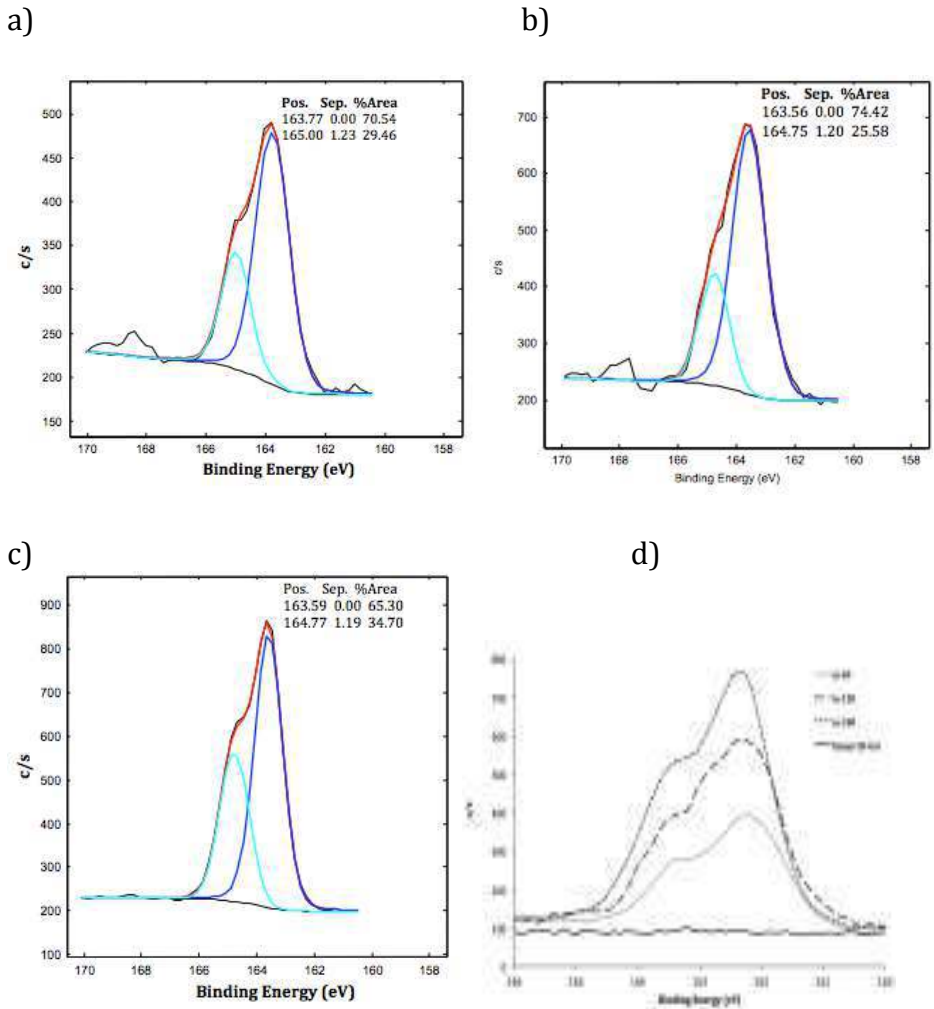 a)
b)
Pos. Sep. %Area
163.77 0.00 70.54
165.00 1.23 29.46
500
450
400
350
300
250
200
150
c/s
170 168 166 164 162 160 158
Binding Energy (eV)
Pos. Sep. %Area
163.56 0.00 74.42
164.75 1.20 25.58
700
600
500
400
300
200
c/s
170 168 166 164 162 160 158
Binding Energy (eV)
c)
d)
Pos. Sep. %Area
163.59 0.00 65.30
164.77 1.19 34.70
900
800
700
600
500
400
300
200
100
c/s
170 168 166 164 162 160 158
Binding Energy (eV)
Binding Energy (eV)